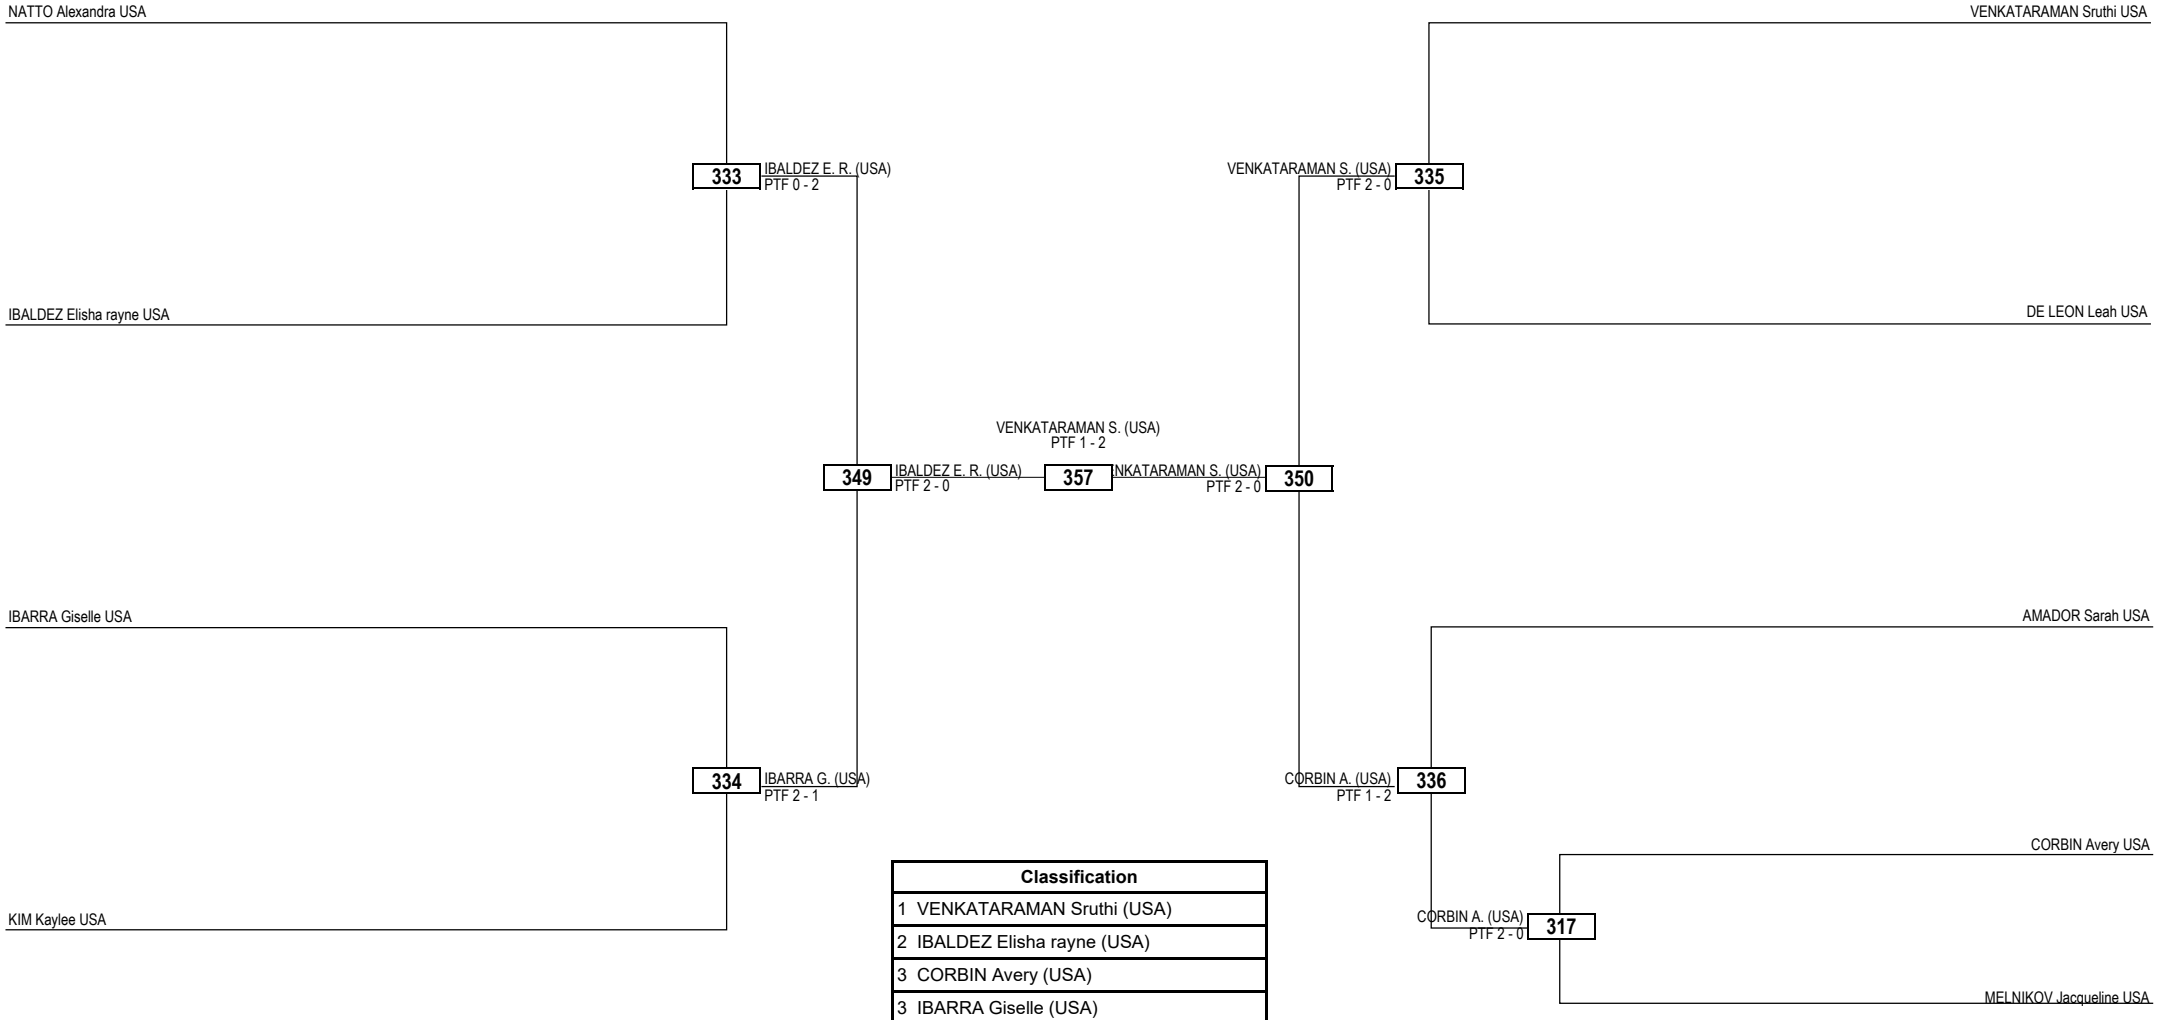 NATTO Alexandra USA
VENKATARAMAN Sruthi USA
333
IBALDEZ E. R. (USA)
PTF 0 - 2
VENKATARAMAN S. (USA)
PTF 2 - 0
335
IBALDEZ Elisha rayne USA
DE LEON Leah USA
VENKATARAMAN S. (USA)
PTF 1 - 2
349
IBALDEZ E. R. (USA)
PTF 2 - 0
357
NKATARAMAN S. (USA)
PTF 2 - 0
350
IBARRA Giselle USA
AMADOR Sarah USA
334
IBARRA G. (USA)
PTF 2 - 1
CORBIN A. (USA)
PTF 1 - 2
336
CORBIN Avery USA
KIM Kaylee USA
CORBIN A. (USA)
PTF 2 - 0
317
MELNIKOV Jacqueline USA
Classification
1 VENKATARAMAN Sruthi (USA)
2 IBALDEZ Elisha rayne (USA)
3 CORBIN Avery (USA)
3 IBARRA Giselle (USA)